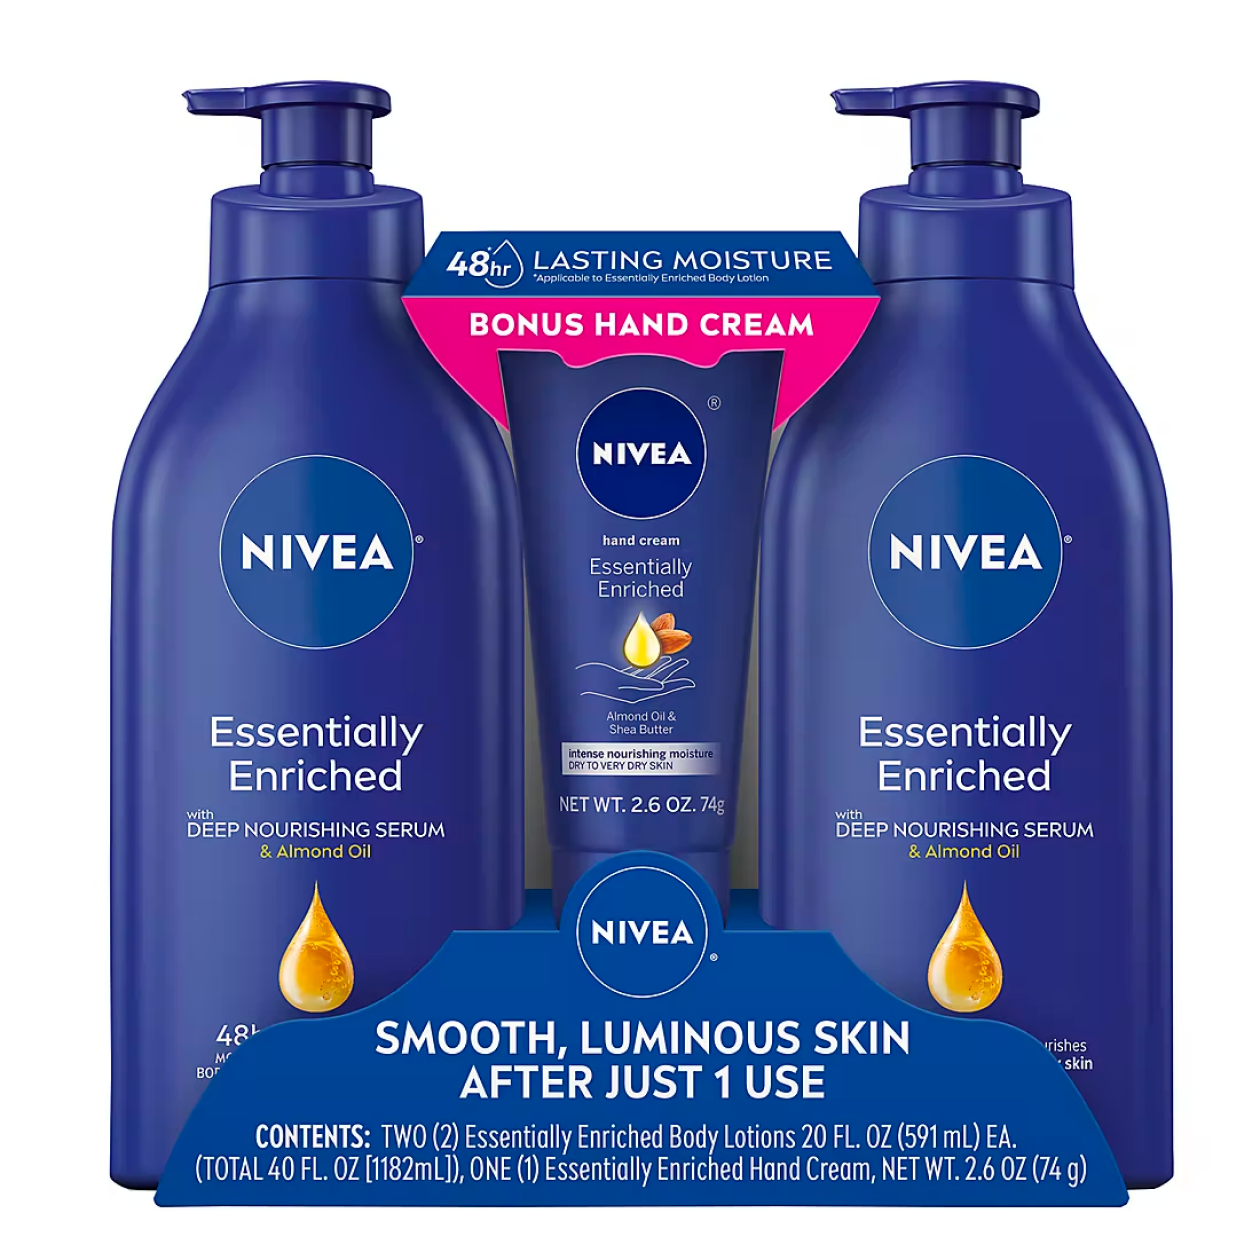 48hr* LASTING MOISTURE
*Applicable to Essentially Enriched Body Lotion
BONUS HAND CREAM
NIVEA®
hand cream
Essentially
Enriched
Almond Oil &
Shea Butter
intense nourishing moisture
DRY TO VERY DRY SKIN
NET WT. 2.6 OZ. 74g
NIVEA®
Essentially
Enriched
with
DEEP NOURISHING SERUM
& Almond Oil
NIVEA®
Essentially
Enriched
with
DEEP NOURISHING SERUM
& Almond Oil
skin
NIVEA®
SMOOTH, LUMINOUS SKIN
AFTER JUST 1 USE
CONTENTS: TWO (2) Essentially Enriched Body Lotions 20 FL. OZ (591 mL) EA.
(TOTAL 40 FL. OZ [1182mL]), ONE (1) Essentially Enriched Hand Cream, NET WT. 2.6 OZ (74 g)